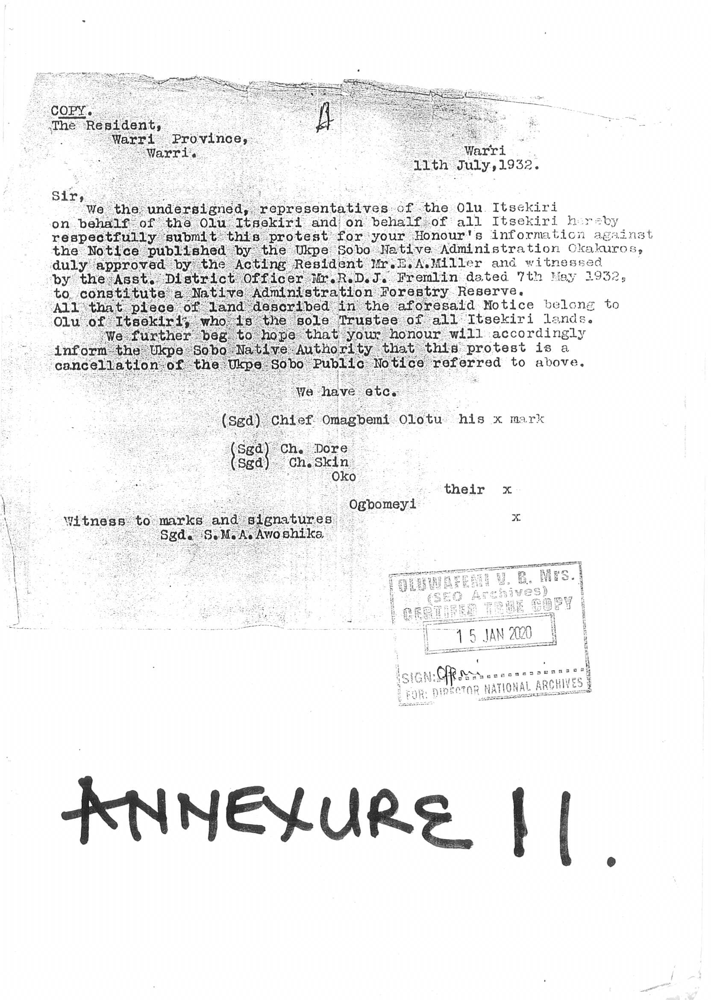 COPY.
A
The Resident,
Warri Province,
Warri.
Warri
11th July, 1932.
Sir,
We the undersigned, representatives of the Olu Itsekiri
on behalf of the Olu Itsekiri and on behalf of all Itsekiri hereby
respectfully submit this protest for your Honour's information against
the Notice published by the Ukpe Sobo Native Administration Okakuros,
duly approved by the Acting Resident Mr.E.A.Miller and witnessed
by the Asst. District Officer Mr.R.D.J. Fremlin dated 7th May 1932,
to constitute a Native Administration Forestry Reserve.
All that piece of land described in the aforesaid Notice belong to
Olu of Itsekiri, who is the sole Trustee of all Itsekiri lands.
We further beg to hope that your honour will accordingly
inform the Ukpe Sobo Native Authority that this protest is a
cancellation of the Ukpe Sobo Public Notice referred to above.
We have etc.
(Sgd) Chief Omagbemi Olotu his x mark
(Sgd) Ch. Dore
(Sgd) Ch.Skin
Oko
their x
Ogbomeyi
x
Witness to marks and signatures
Sgd. S.M.A.Awoshika
OLUWAFEMI V. B. Mrs.
(SEO Archives)
CERTIFED TRUE COPY
15 JAN 2020
SIGN:
FOR: DIRECTOR NATIONAL ARCHIVES
ANNEXURE 11.